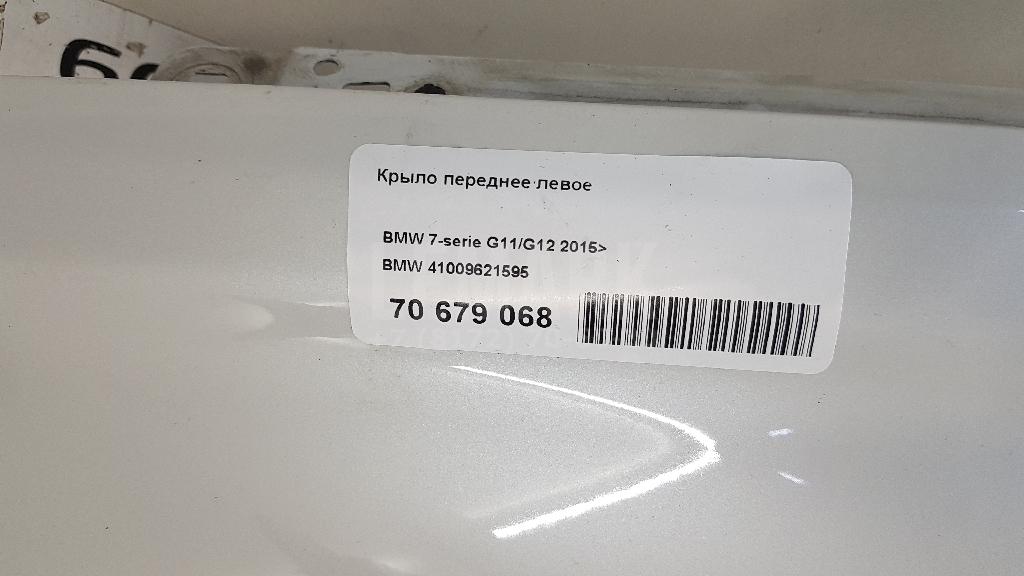 Крыло переднее левое
BMW 7-serie G11/G12 2015>
BMW 41009621595
70 679 068